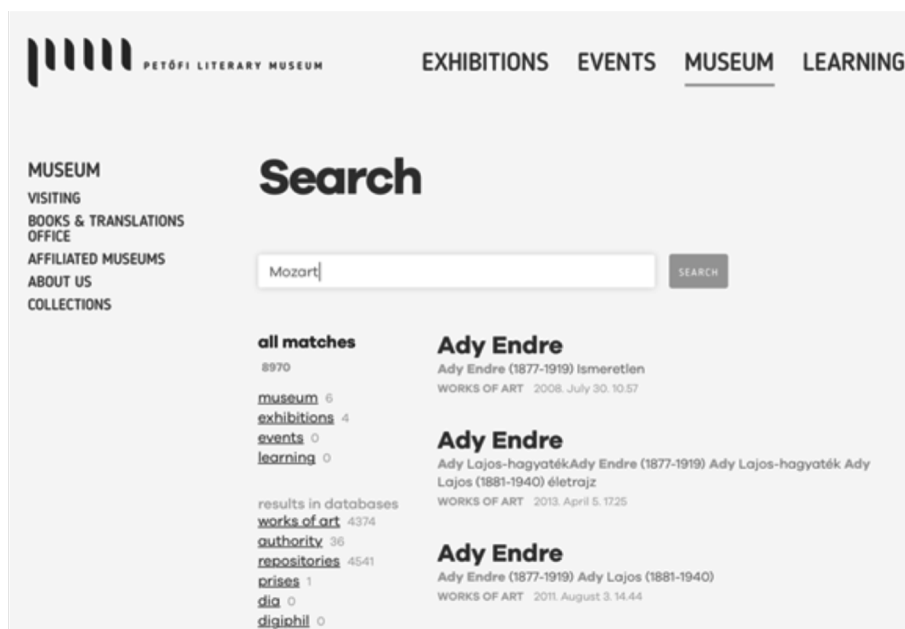 PETŐFI LITERARY MUSEUM
EXHIBITIONS EVENTS MUSEUM LEARNING
MUSEUM
VISITING
BOOKS & TRANSLATIONS
OFFICE
AFFILIATED MUSEUMS
ABOUT US
COLLECTIONS
Search
Mozart
SEARCH
all matches
8970
museum 6
exhibitions 4
events 0
learning 0
results in databases
works of art 4374
authority 36
repositories 4541
prises 1
dia 0
digiphil 0
Ady Endre
Ady Endre (1877-1919) Ismeretlen
WORKS OF ART 2008. July 30. 10.57
Ady Endre
Ady Lajos-hagyatékAdy Endre (1877-1919) Ady Lajos-hagyaték Ady
Lajos (1881-1940) életrajz
WORKS OF ART 2013. April 5. 17.25
Ady Endre
Ady Endre (1877-1919) Ady Lajos (1881-1940)
WORKS OF ART 2011. August 3. 14.44